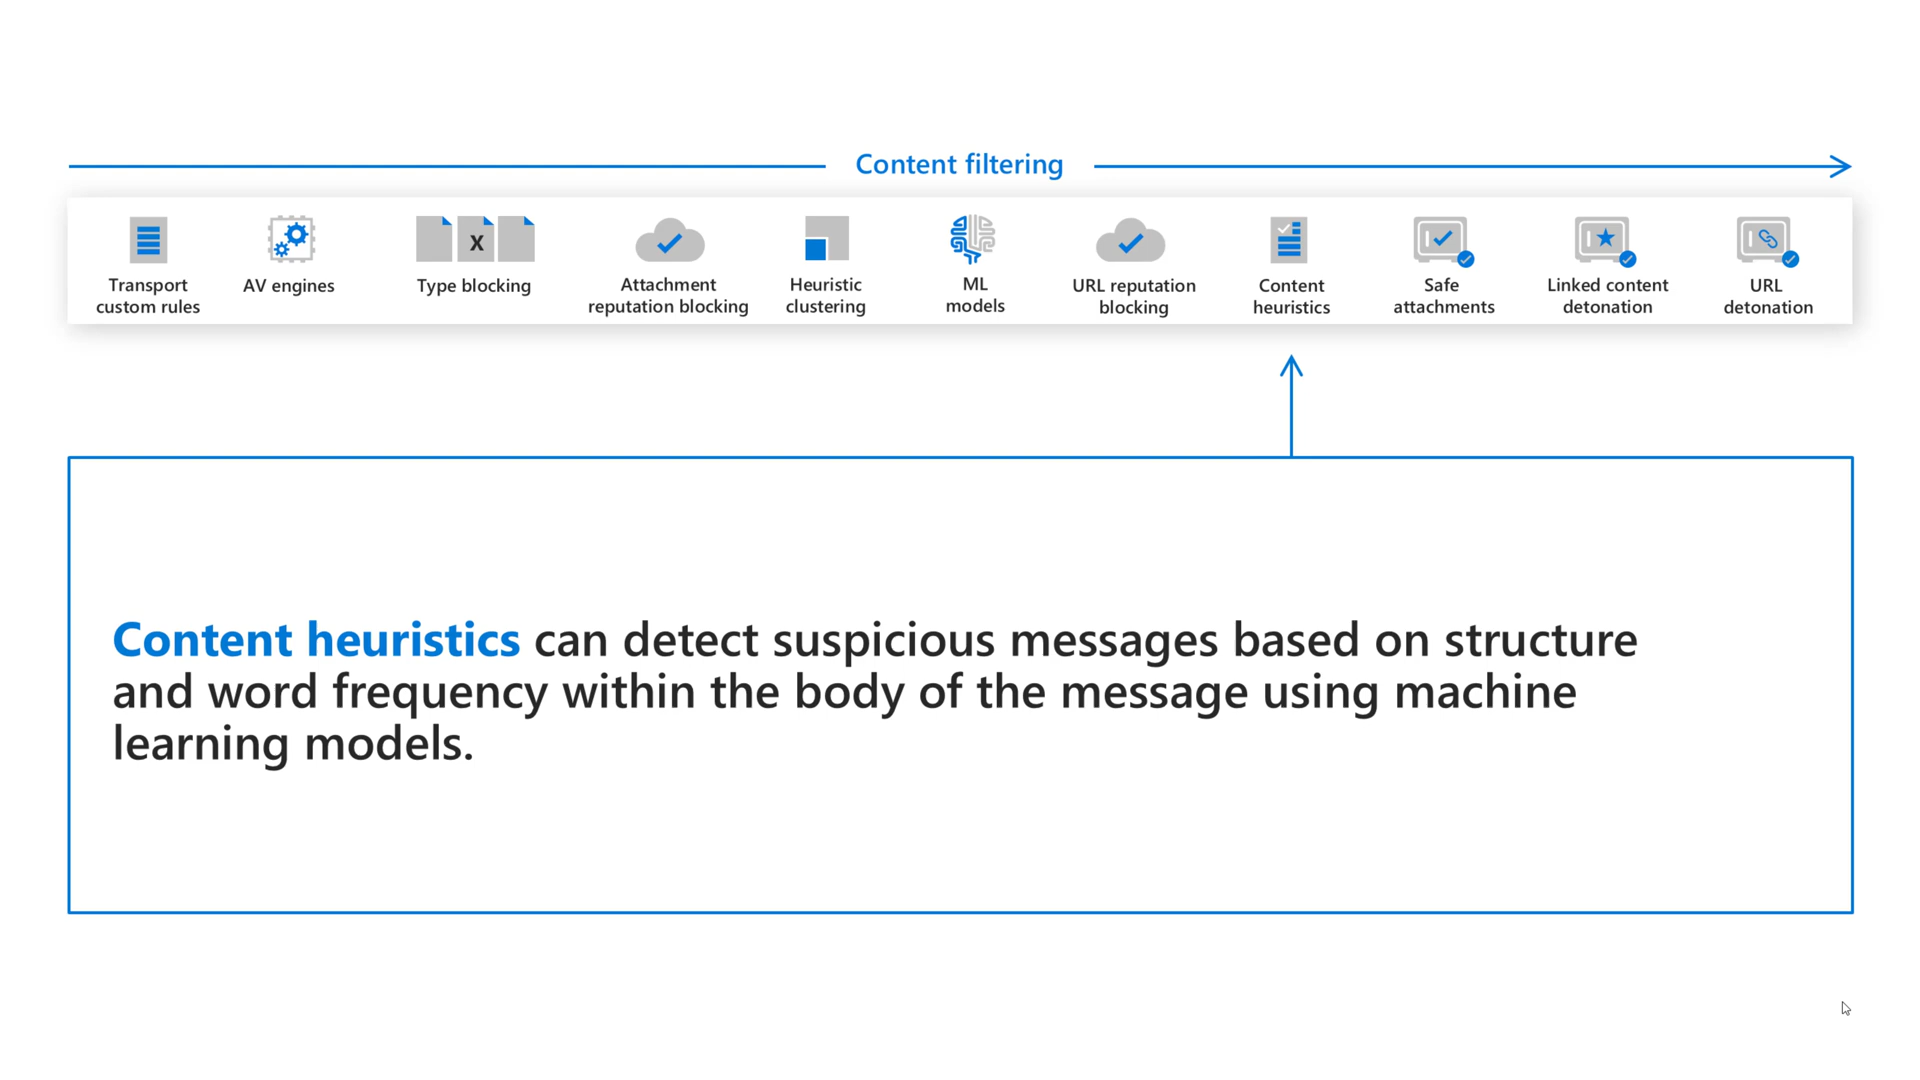 Content filtering
Transport custom rules
AV engines
X
Type blocking
Attachment reputation blocking
Heuristic clustering
ML models
URL reputation blocking
Content heuristics
Safe attachments
Linked content detonation
URL detonation
Content heuristics can detect suspicious messages based on structure
and word frequency within the body of the message using machine
learning models.